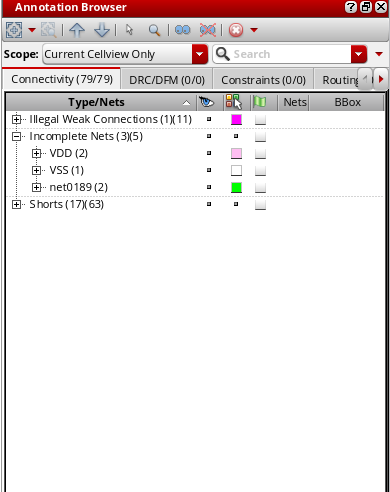 Annotation Browser
Scope: Current Cellview Only Search
Connectivity (79/79) DRC/DFM (0/0) Constraints (0/0) Routing
Type/Nets Nets BBox
Illegal Weak Connections (1)(11)
Incomplete Nets (3)(5)
VDD (2)
VSS (1)
net0189 (2)
Shorts (17)(63)